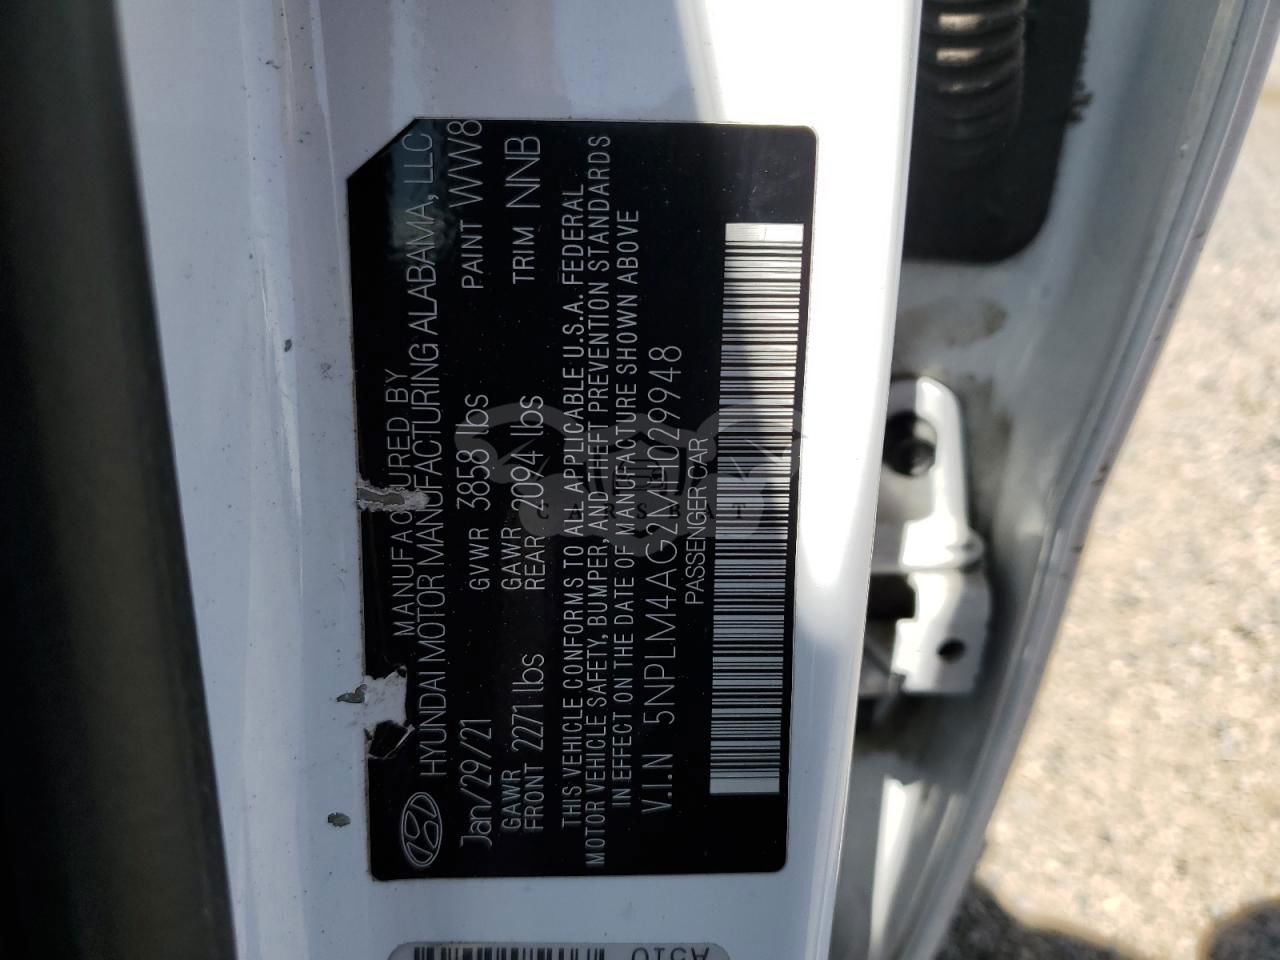 MANUFACTURED BY
HYUNDAI MOTOR MANUFACTURING ALABAMA, LLC
Jan/29/21 GVWR 3858 lbs PAINT WW8
GAWR FRONT 2271 lbs GAWR REAR 2094 lbs TRIM NNB
THIS VEHICLE CONFORMS TO ALL APPLICABLE U.S.A. FEDERAL
MOTOR VEHICLE SAFETY, BUMPER, AND THEFT PREVENTION STANDARDS
IN EFFECT ON THE DATE OF MANUFACTURE SHOWN ABOVE
V.I.N 5NPLM4AG2MH029948
PASSENGER CAR
CARSBAT